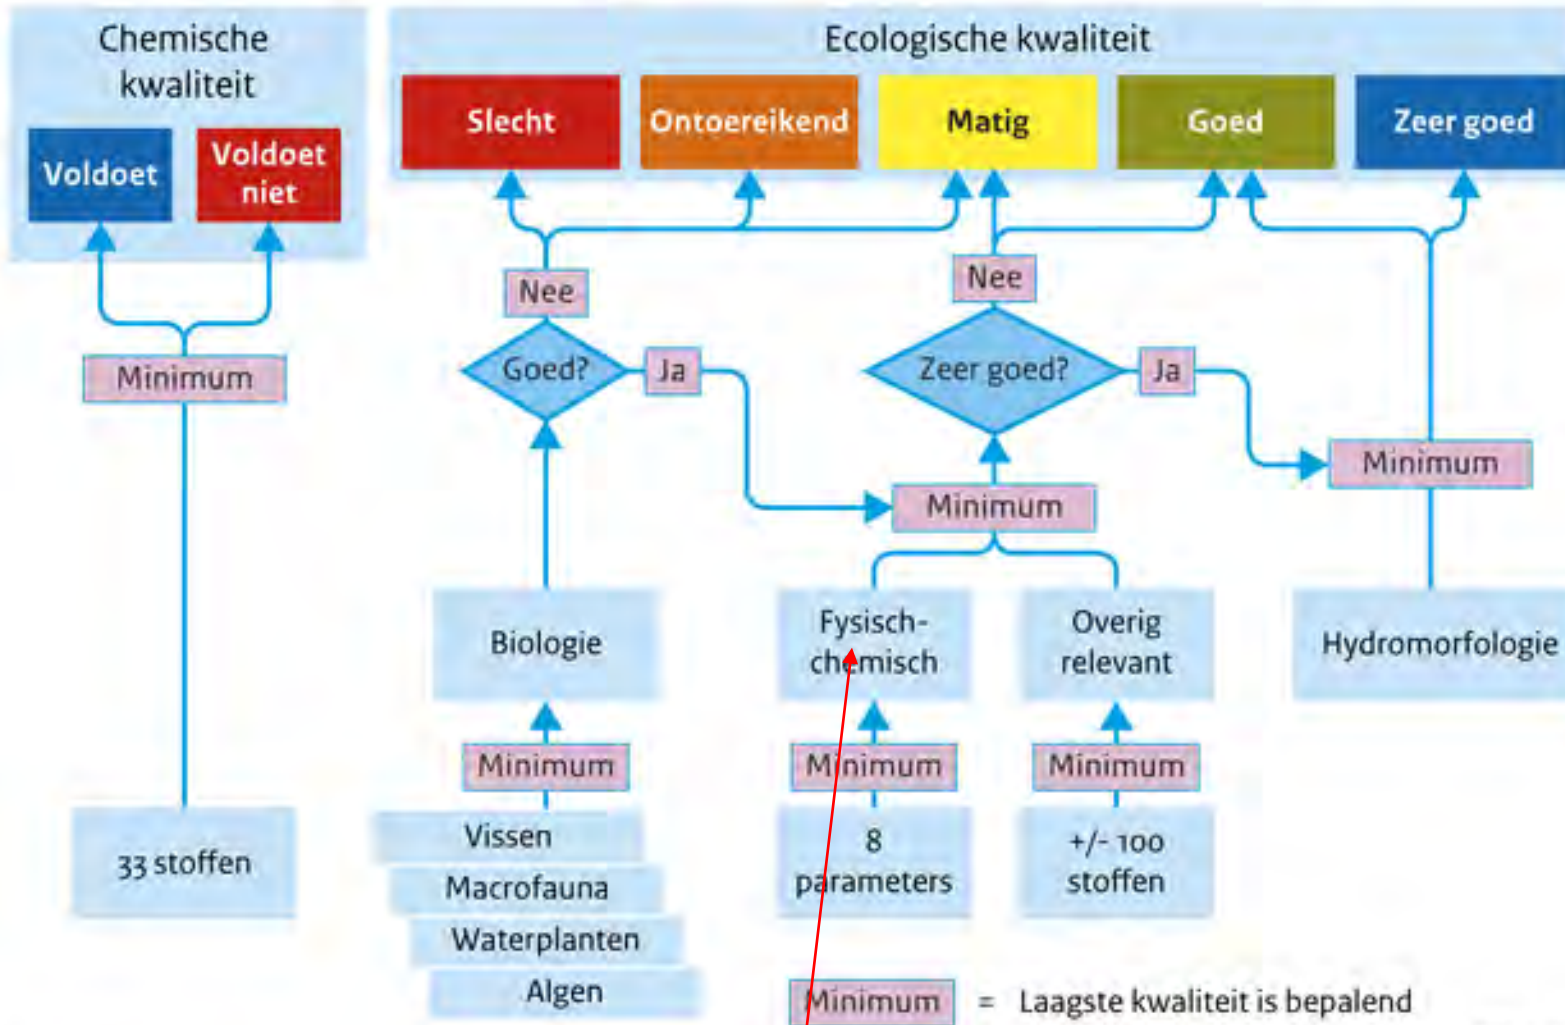 Chemische
kwaliteit
Voldoet
Voldoet
niet
Minimum
33 stoffen
Ecologische kwaliteit
Slecht
Ontoereikend
Matig
Goed
Zeer goed
Nee
Goed?
Ja
Nee
Zeer goed?
Ja
Minimum
Minimum
Biologie
Fysisch-
chemisch
Overig
relevant
Hydromorfologie
Minimum
Minimum
Minimum
Vissen
Macrofauna
Waterplanten
Algen
8
parameters
+/- 100
stoffen
Minimum = Laagste kwaliteit is bepalend